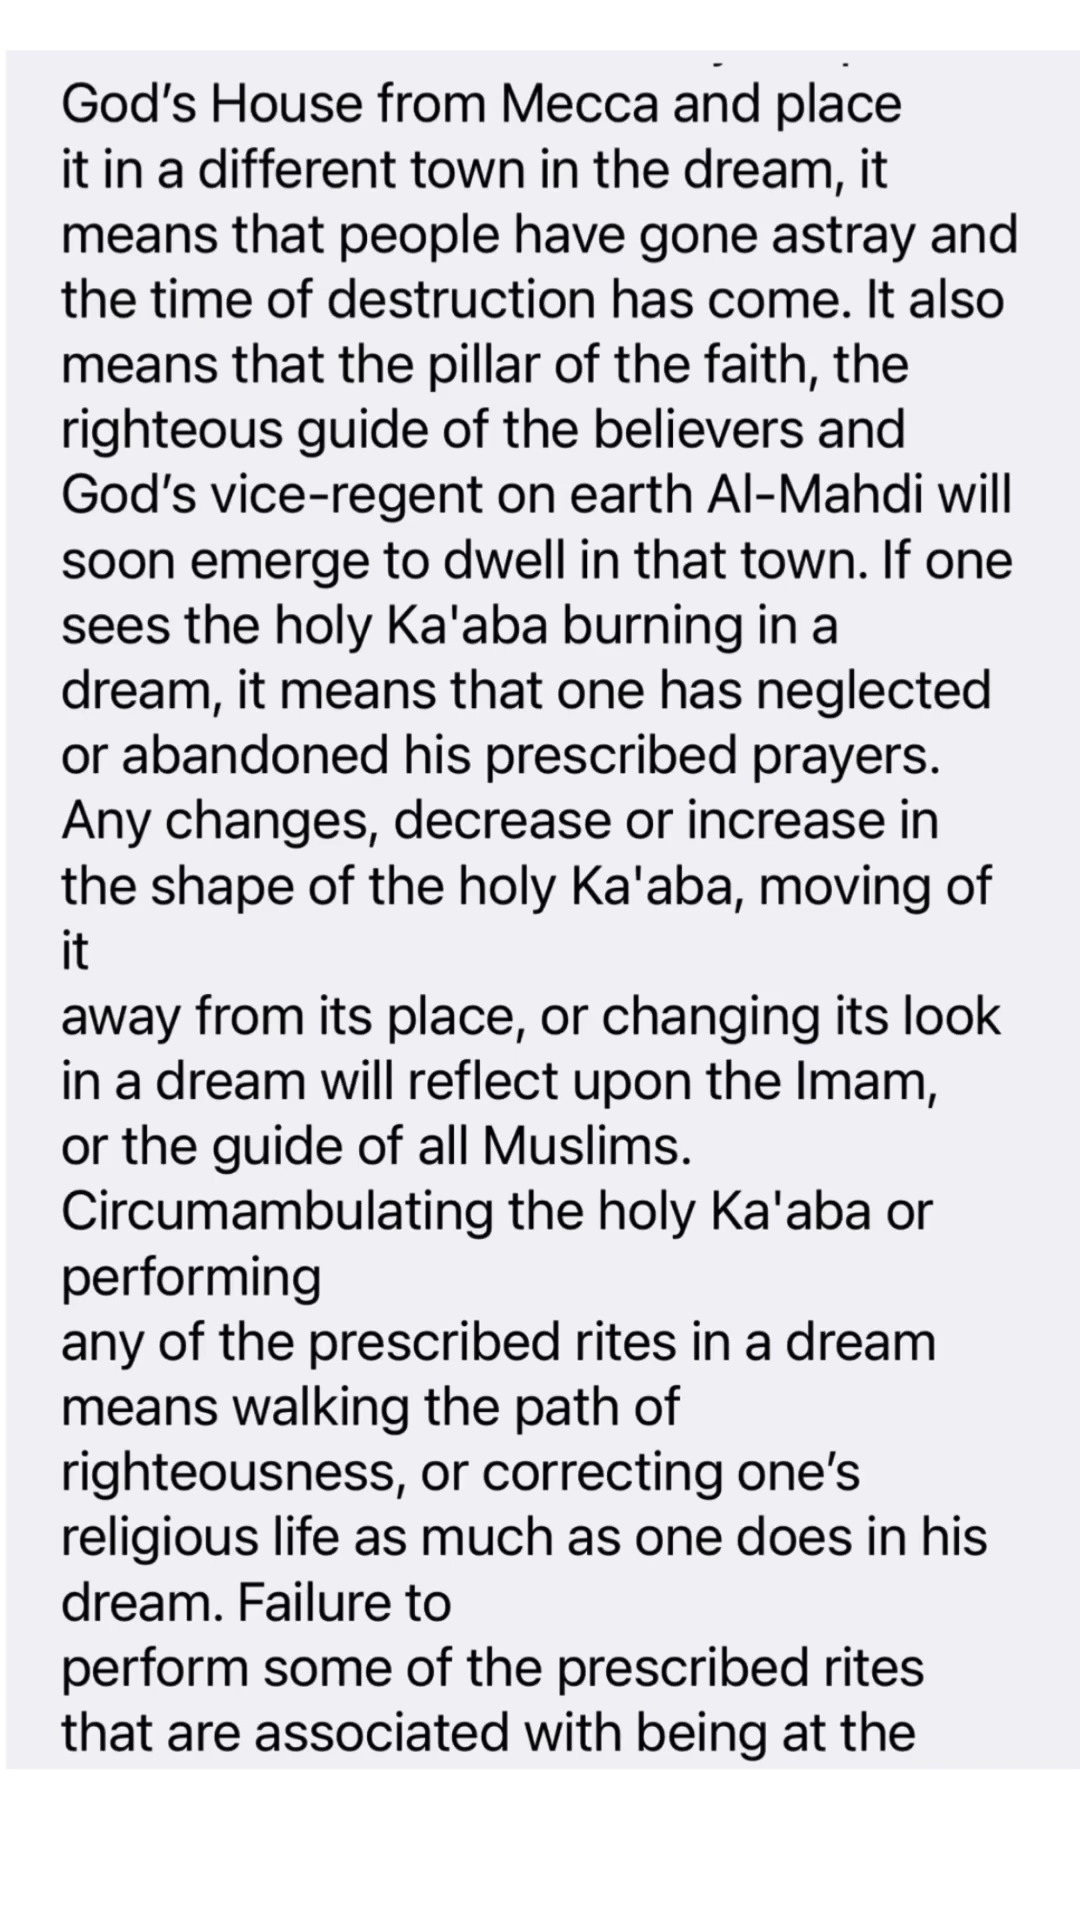 God’s House from Mecca and place
it in a different town in the dream, it
means that people have gone astray and
the time of destruction has come. It also
means that the pillar of the faith, the
righteous guide of the believers and
God’s vice-regent on earth Al-Mahdi will
soon emerge to dwell in that town. If one
sees the holy Ka'aba burning in a
dream, it means that one has neglected
or abandoned his prescribed prayers.
Any changes, decrease or increase in
the shape of the holy Ka'aba, moving of
it
away from its place, or changing its look
in a dream will reflect upon the Imam,
or the guide of all Muslims.
Circumambulating the holy Ka'aba or
performing
any of the prescribed rites in a dream
means walking the path of
righteousness, or correcting one’s
religious life as much as one does in his
dream. Failure to
perform some of the prescribed rites
that are associated with being at the